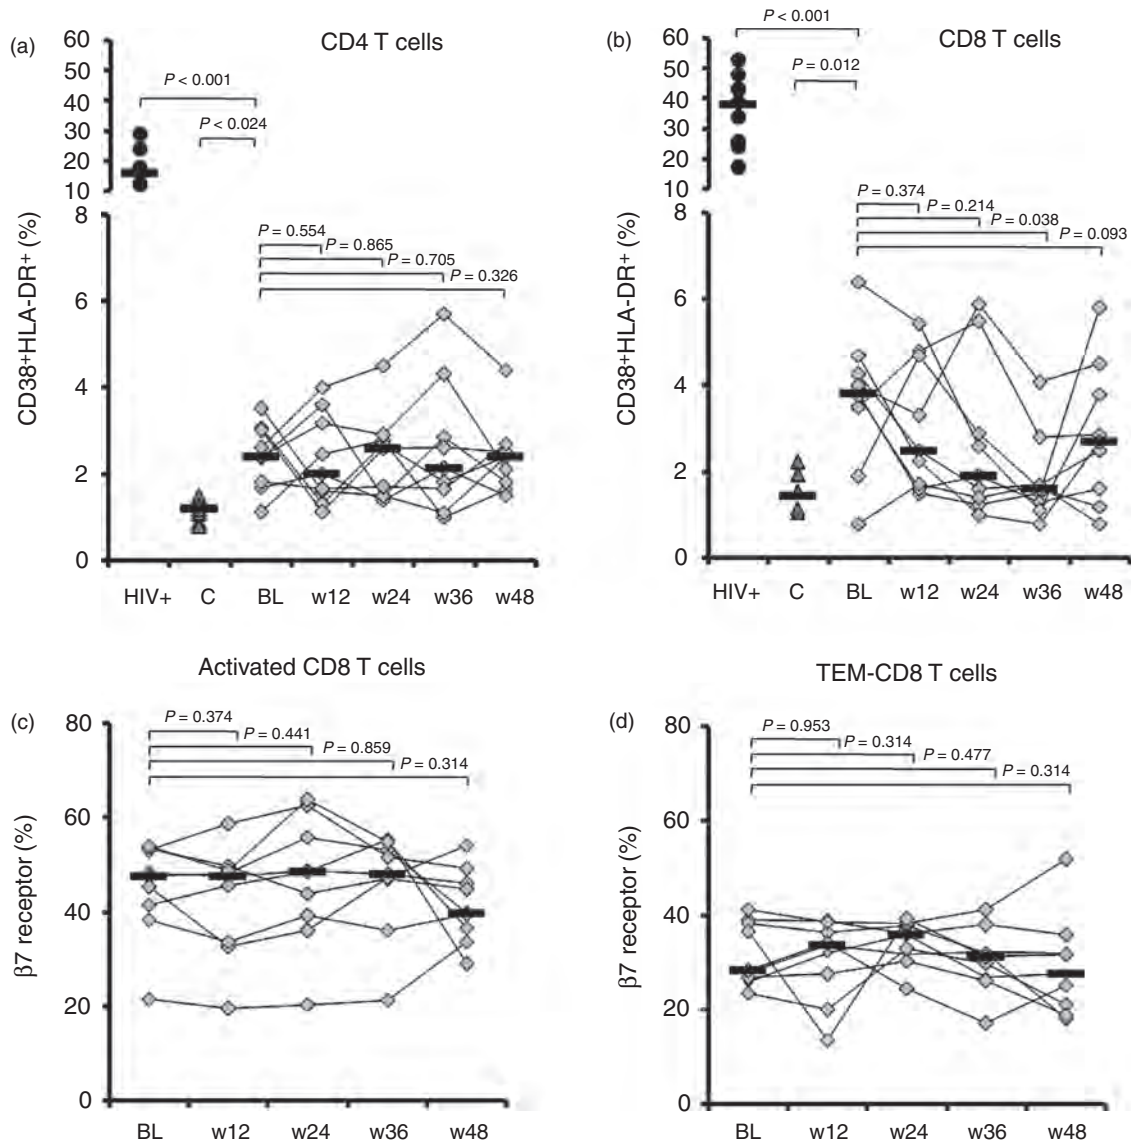 (a)
CD4 T cells
60
50
40
30
20
10
8
6
4
2
0
CD38+HLA-DR+ (%)
P < 0.001
P < 0.024
P = 0.554
P = 0.865
P = 0.705
P = 0.326
HIV+ C BL w12 w24 w36 w48
(b)
CD8 T cells
60
50
40
30
20
10
8
6
4
2
0
CD38+HLA-DR+ (%)
P < 0.001
P = 0.012
P = 0.374
P = 0.214
P = 0.038
P = 0.093
HIV+ C BL w12 w24 w36 w48
Activated CD8 T cells
(c)
80
60
40
20
0
β7 receptor (%)
P = 0.374
P = 0.441
P = 0.859
P = 0.314
BL w12 w24 w36 w48
TEM-CD8 T cells
(d)
80
60
40
20
0
β7 receptor (%)
P = 0.953
P = 0.314
P = 0.477
P = 0.314
BL w12 w24 w36 w48